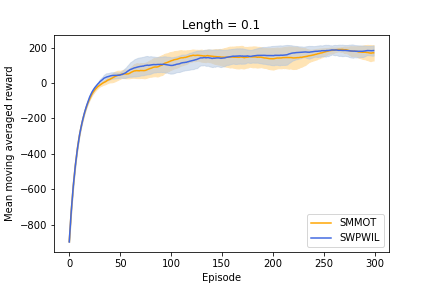 Length = 0.1
Mean moving averaged reward
200
0
−200
−400
−600
−800
0 50 100 150 200 250 300
Episode
SMMOT
SWPWIL